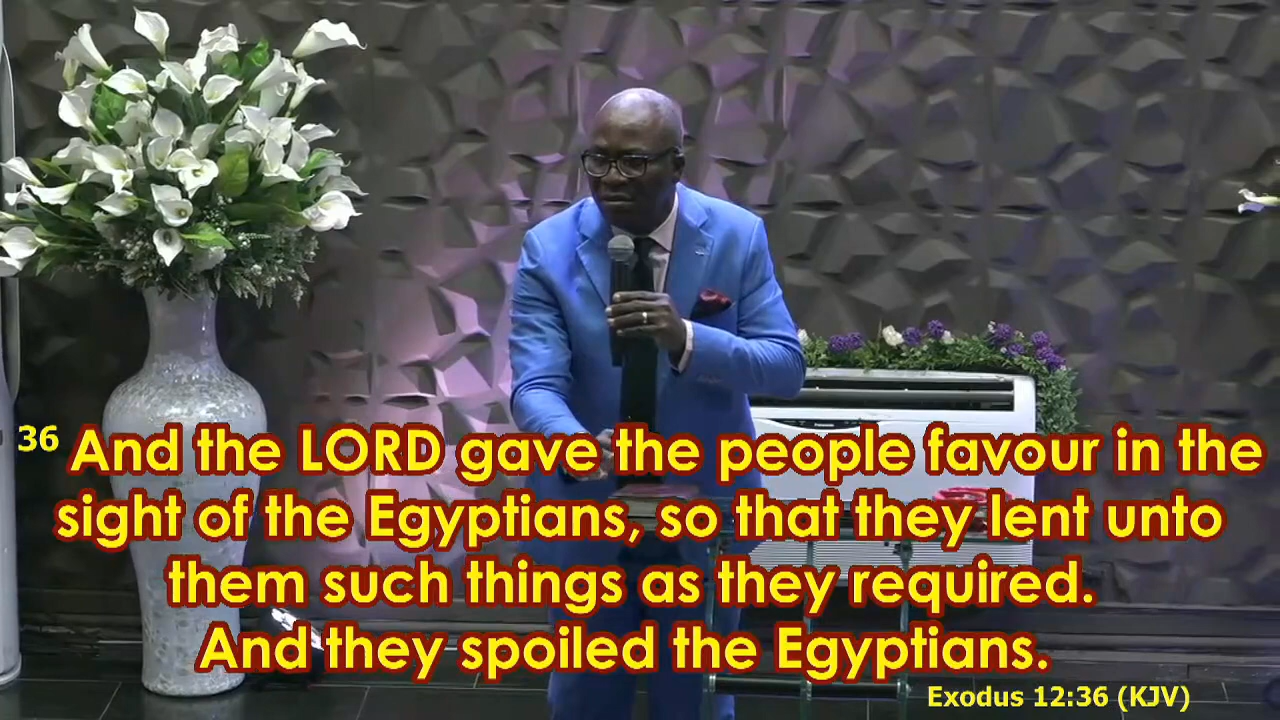 36 And the LORD gave the people favour in the
sight of the Egyptians, so that they lent unto
them such things as they required.
And they spoiled the Egyptians.
Exodus 12:36 (KJV)
Panasonic